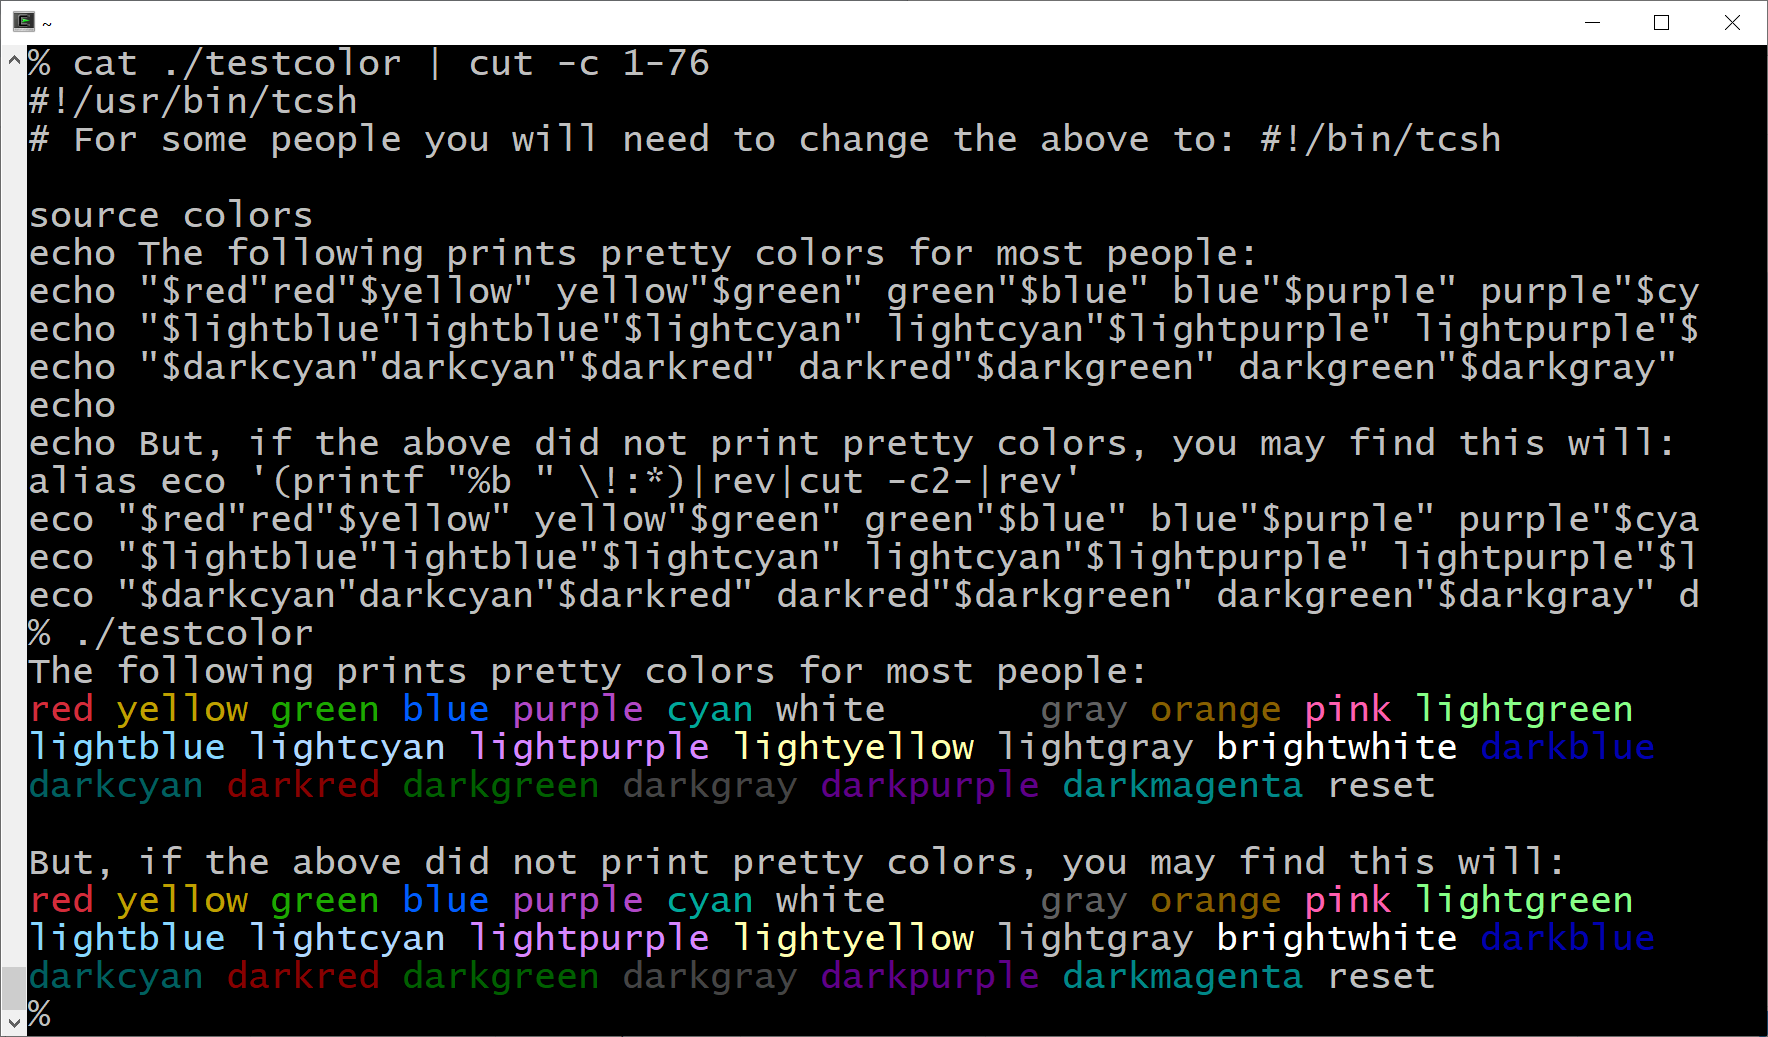 ~
% cat ./testcolor | cut -c 1-76
#!/usr/bin/tcsh
# For some people you will need to change the above to: #!/bin/tcsh

source colors
echo The following prints pretty colors for most people:
echo "$red"red"$yellow" yellow"$green" green"$blue" blue"$purple" purple"$cy
echo "$lightblue"lightblue"$lightcyan" lightcyan"$lightpurple" lightpurple"$
echo "$darkcyan"darkcyan"$darkred" darkred"$darkgreen" darkgreen"$darkgray"
echo
echo But, if the above did not print pretty colors, you may find this will:
alias eco '(printf "%b " \!:*)|rev|cut -c2-|rev'
eco "$red"red"$yellow" yellow"$green" green"$blue" blue"$purple" purple"$cya
eco "$lightblue"lightblue"$lightcyan" lightcyan"$lightpurple" lightpurple"$l
eco "$darkcyan"darkcyan"$darkred" darkred"$darkgreen" darkgreen"$darkgray" d
% ./testcolor
The following prints pretty colors for most people:
red yellow green blue purple cyan white       gray orange pink lightgreen
lightblue lightcyan lightpurple lightyellow lightgray brightwhite darkblue
darkcyan darkred darkgreen darkgray darkpurple darkmagenta reset

But, if the above did not print pretty colors, you may find this will:
red yellow green blue purple cyan white       gray orange pink lightgreen
lightblue lightcyan lightpurple lightyellow lightgray brightwhite darkblue
darkcyan darkred darkgreen darkgray darkpurple darkmagenta reset
%